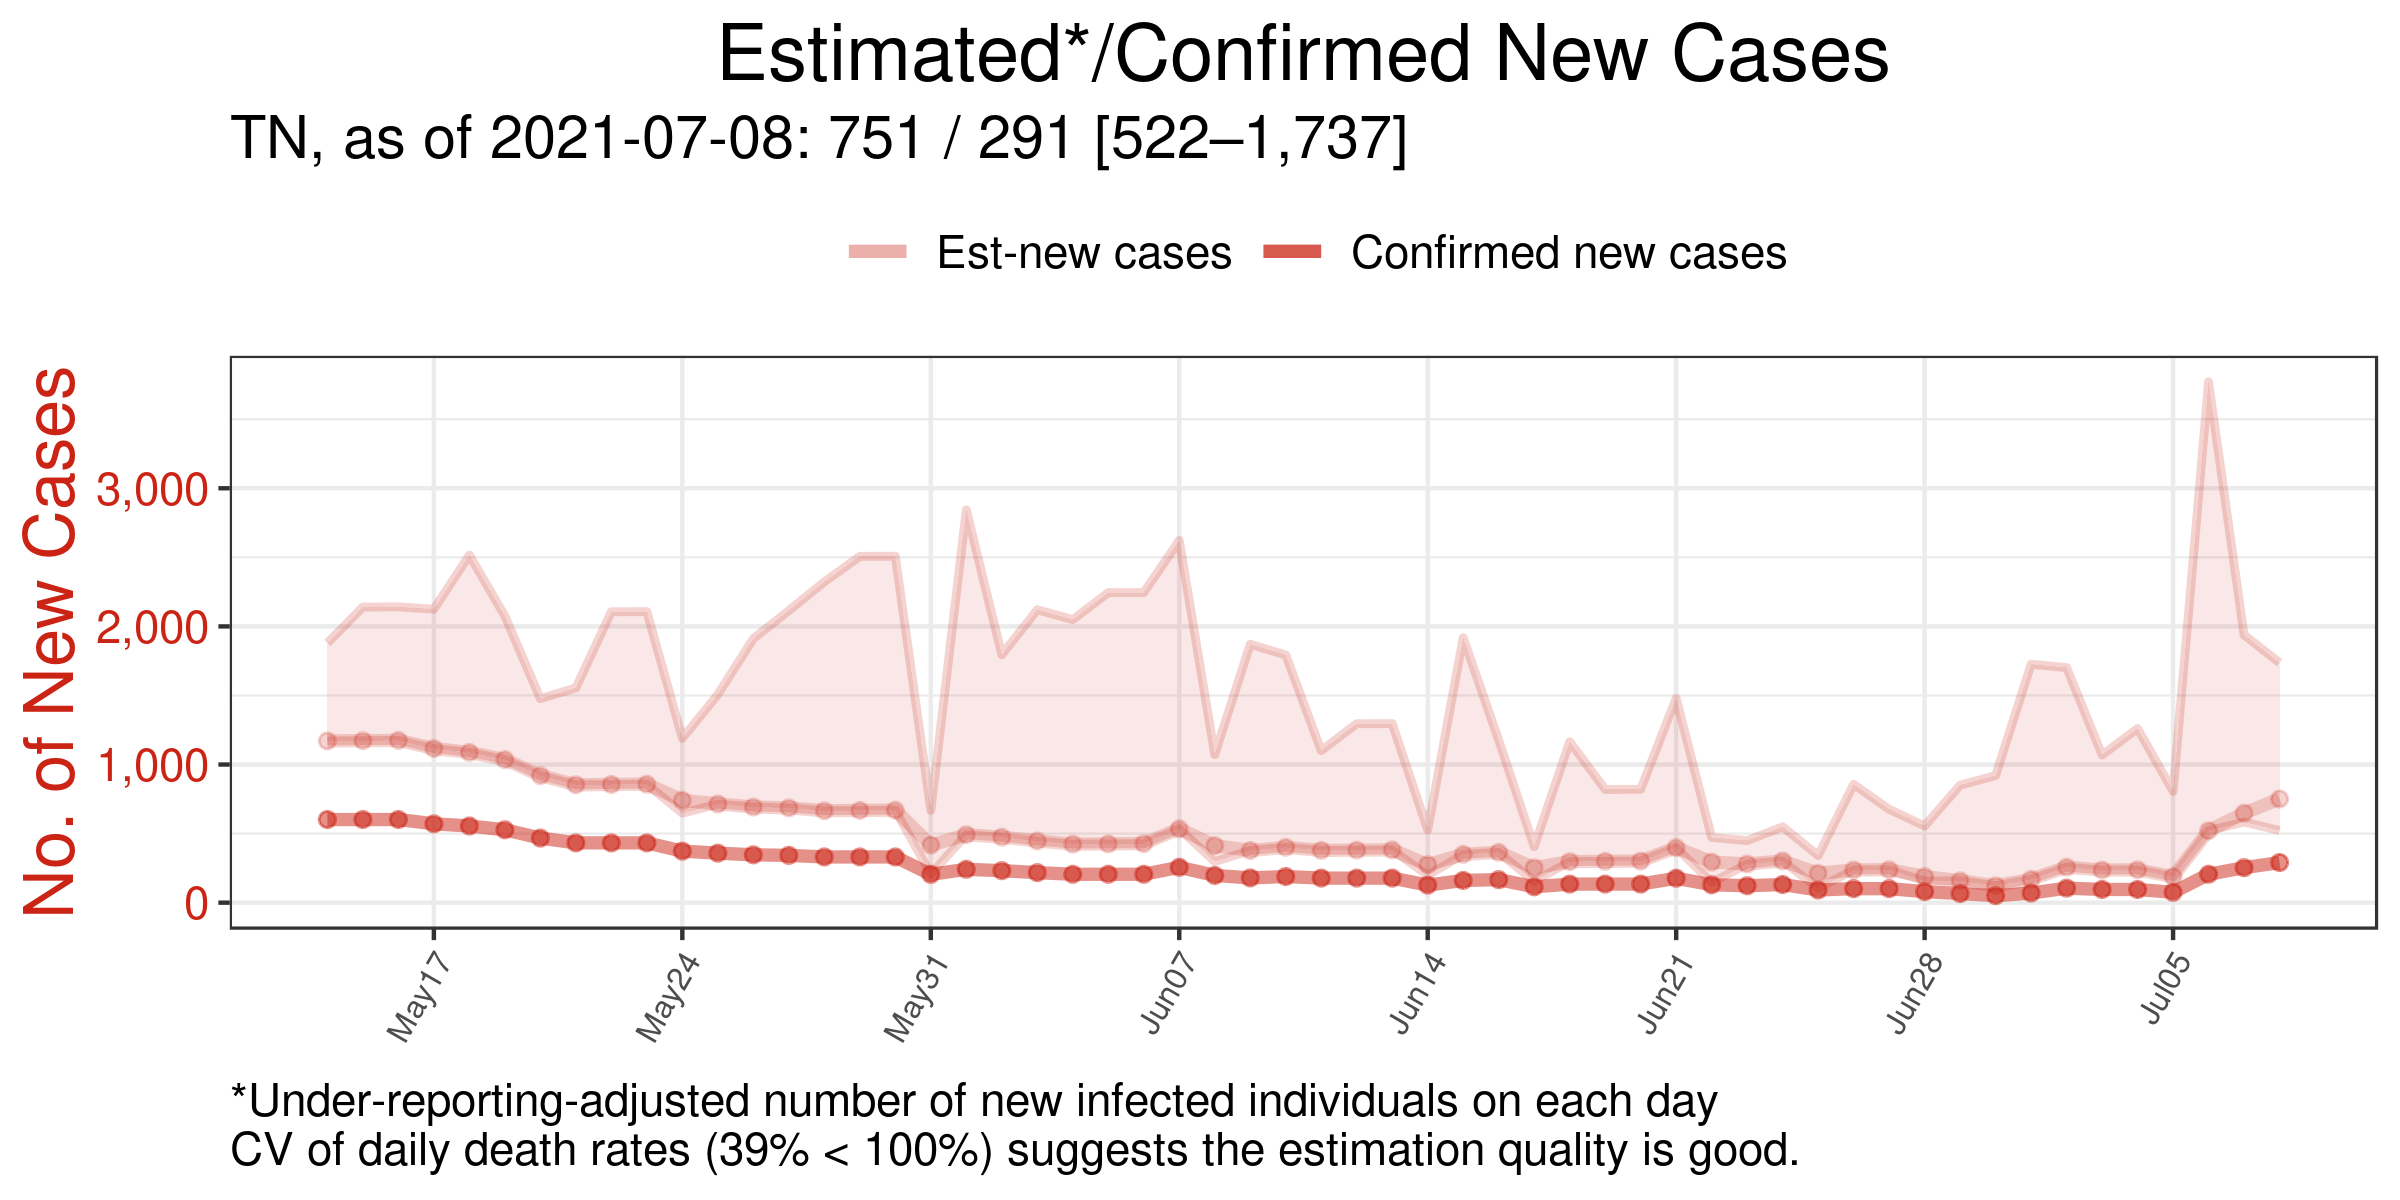 Estimated*/Confirmed New Cases
TN, as of 2021-07-08: 751 / 291 [522–1,737]
Est-new cases Confirmed new cases
No. of New Cases
3,000
2,000
1,000
0
May17 May24 May31 Jun07 Jun14 Jun21 Jun28 Jul05
*Under-reporting-adjusted number of new infected individuals on each day
CV of daily death rates (39% < 100%) suggests the estimation quality is good.